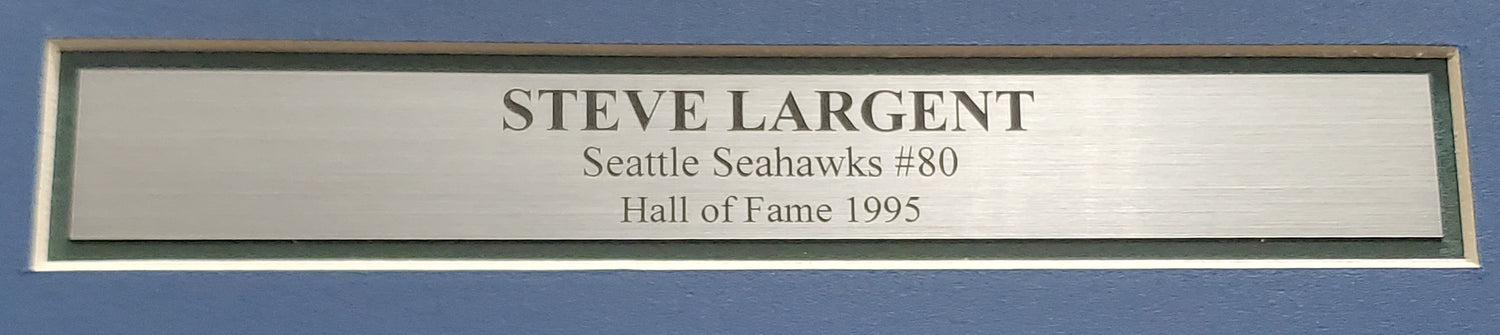 STEVE LARGENT
Seattle Seahawks #80
Hall of Fame 1995